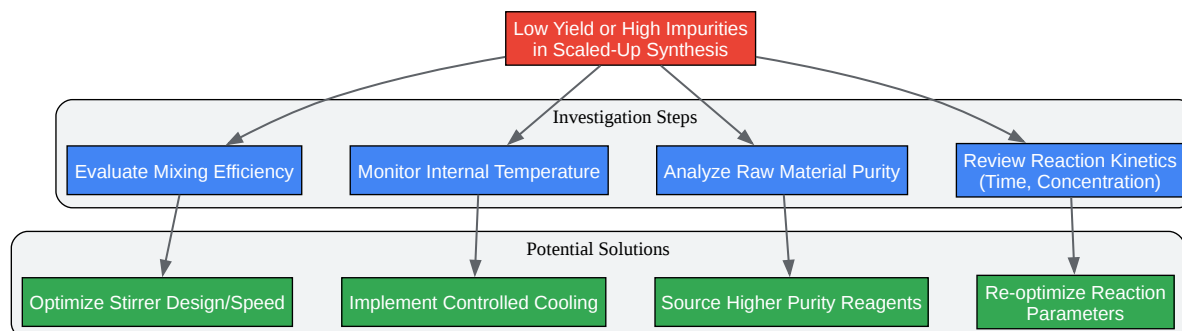 Low Yield or High Impurities
in Scaled-Up Synthesis
Investigation Steps
Evaluate Mixing Efficiency
Monitor Internal Temperature
Analyze Raw Material Purity
Review Reaction Kinetics
(Time, Concentration)
Potential Solutions
Optimize Stirrer Design/Speed
Implement Controlled Cooling
Source Higher Purity Reagents
Re-optimize Reaction
Parameters